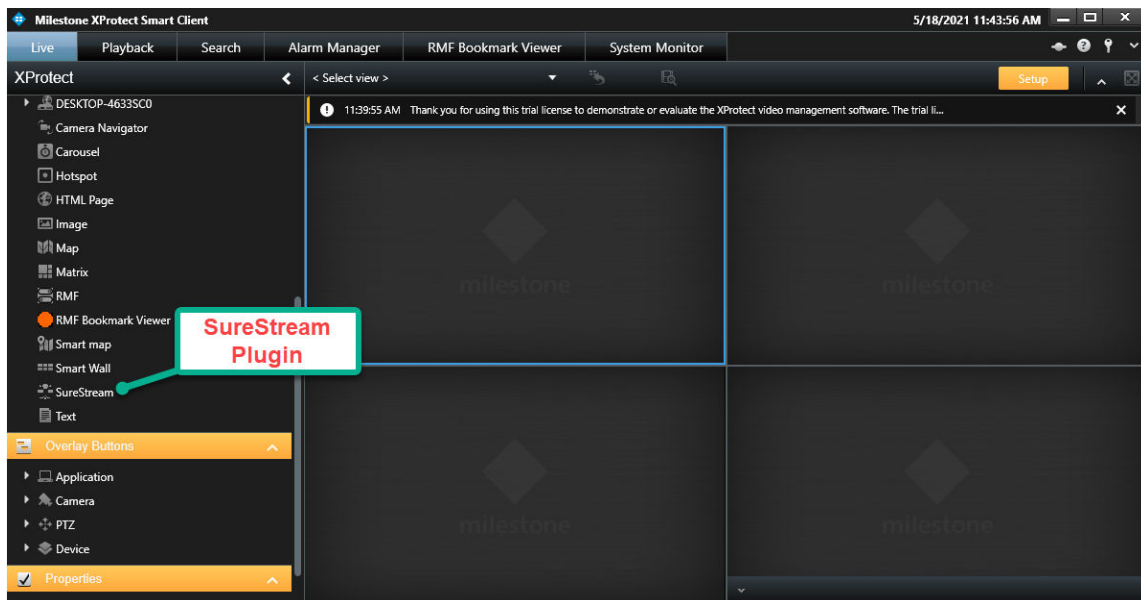 Milestone XProtect Smart Client
5/18/2021 11:43:56 AM
Live Playback Search Alarm Manager RMF Bookmark Viewer System Monitor
XProtect
< Select view >
Setup
DESKTOP-4633SC0
11:39:55 AM Thank you for using this trial license to demonstrate or evaluate the XProtect video management software. The trial li...
Camera Navigator
Carousel
Hotspot
HTML Page
Image
Map
Matrix
RMF
RMF Bookmark Viewer
Smart map
Smart Wall
SureStream
Text
SureStream
Plugin
milestone
milestone
Overlay Buttons
Application
Camera
PTZ
Device
Properties
milestone
milestone